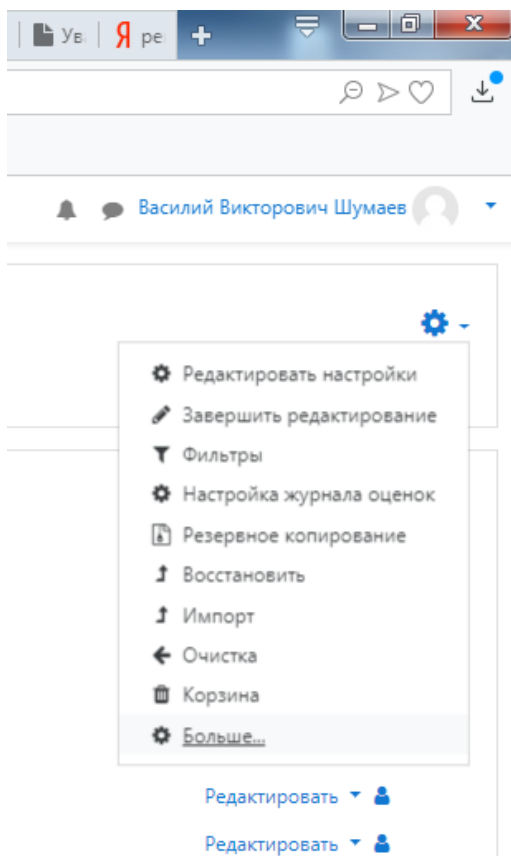 Ув Я ре
Василий Викторович Шумаев
Редактировать настройки
Завершить редактирование
Фильтры
Настройка журнала оценок
Резервное копирование
Восстановить
Импорт
Очистка
Корзина
Больше...
Редактировать
Редактировать